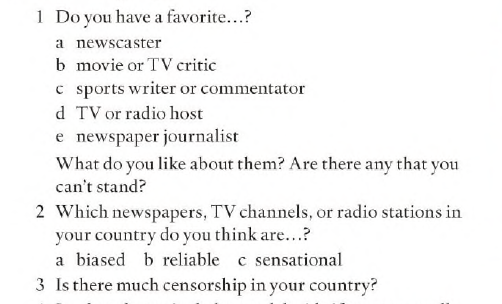 1 Do you have a favorite...?
a newscaster
b movie or TV critic
c sports writer or commentator
d TV or radio host
e newspaper journalist
What do you like about them? Are there any that you
can't stand?
2 Which newspapers, TV channels, or radio stations in
your country do you think are...?
a biased b reliable c sensational
3 Is there much censorship in your country?